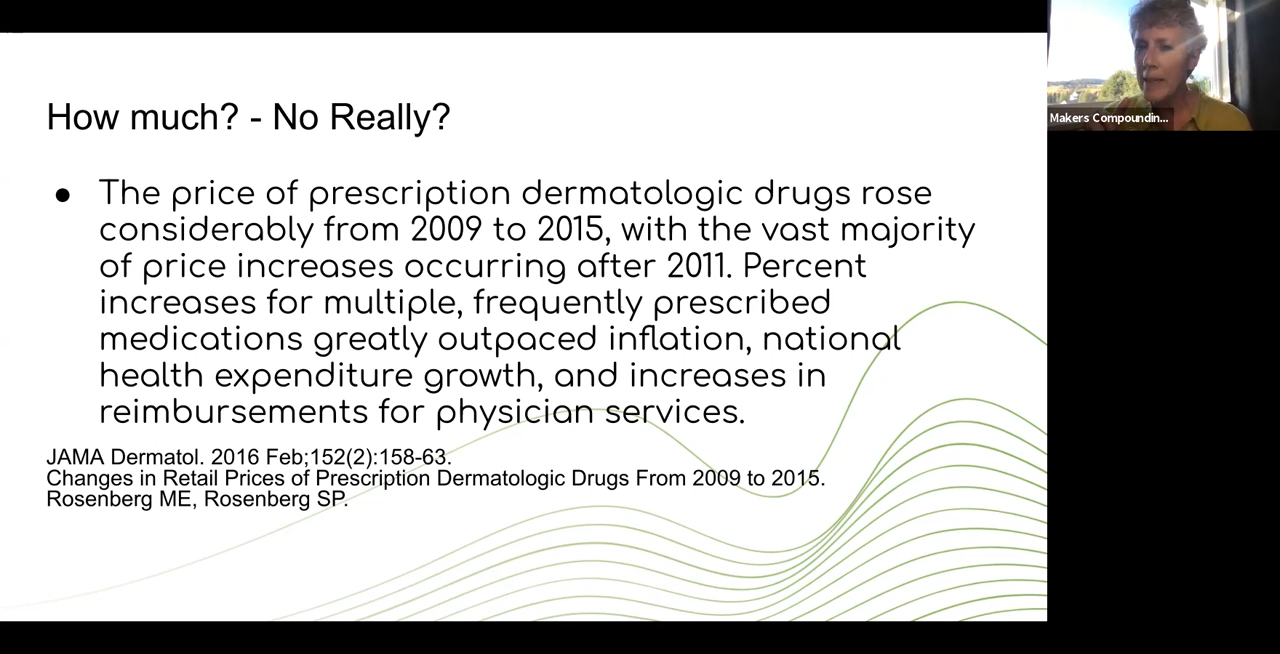 How much? - No Really?
● The price of prescription dermatologic drugs rose
considerably from 2009 to 2015, with the vast majority
of price increases occurring after 2011. Percent
increases for multiple, frequently prescribed
medications greatly outpaced inflation, national
health expenditure growth, and increases in
reimbursements for physician services.
JAMA Dermatol. 2016 Feb;152(2):158-63.
Changes in Retail Prices of Prescription Dermatologic Drugs From 2009 to 2015.
Rosenberg ME, Rosenberg SP.
Makers Compoundin...